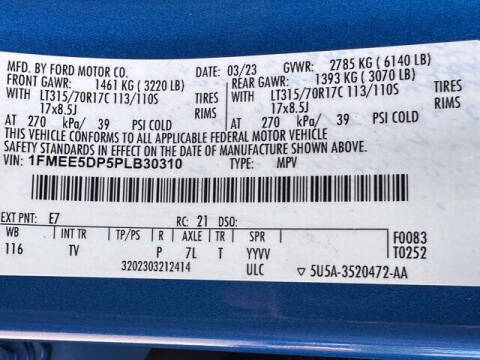 MFD. BY FORD MOTOR CO. 03/23 GVWR: 2785 KG ( 6140 LB)
FRONT GAWR: 1461 KG ( 3220 LB) REAR GAWR: 1393 KG ( 3070 LB)
WITH LT315/70R17C 113/110S TIRES WITH LT315/70R17C 113/110S TIRES
17x8.5J RIMS 17x8.5J RIMS
AT 270 kPa/ 39 PSI COLD AT 270 kPa/ 39 PSI COLD
THIS VEHICLE CONFORMS TO ALL APPLICABLE FEDERAL MOTOR VEHICLE
SAFETY STANDARDS IN EFFECT ON THE DATE OF MANUFACTURE SHOWN ABOVE.
VIN: 1FMEE5DP5PLB30310 TYPE: MPV
EXT PNT: E7 RC: 21 DSO:
WB INT TR TP/PS R AXLE TR SPR F0083
116 TV P 7L T YYVV T0252
3202303212414 ULC ▽ 5U5A-3520472-AA